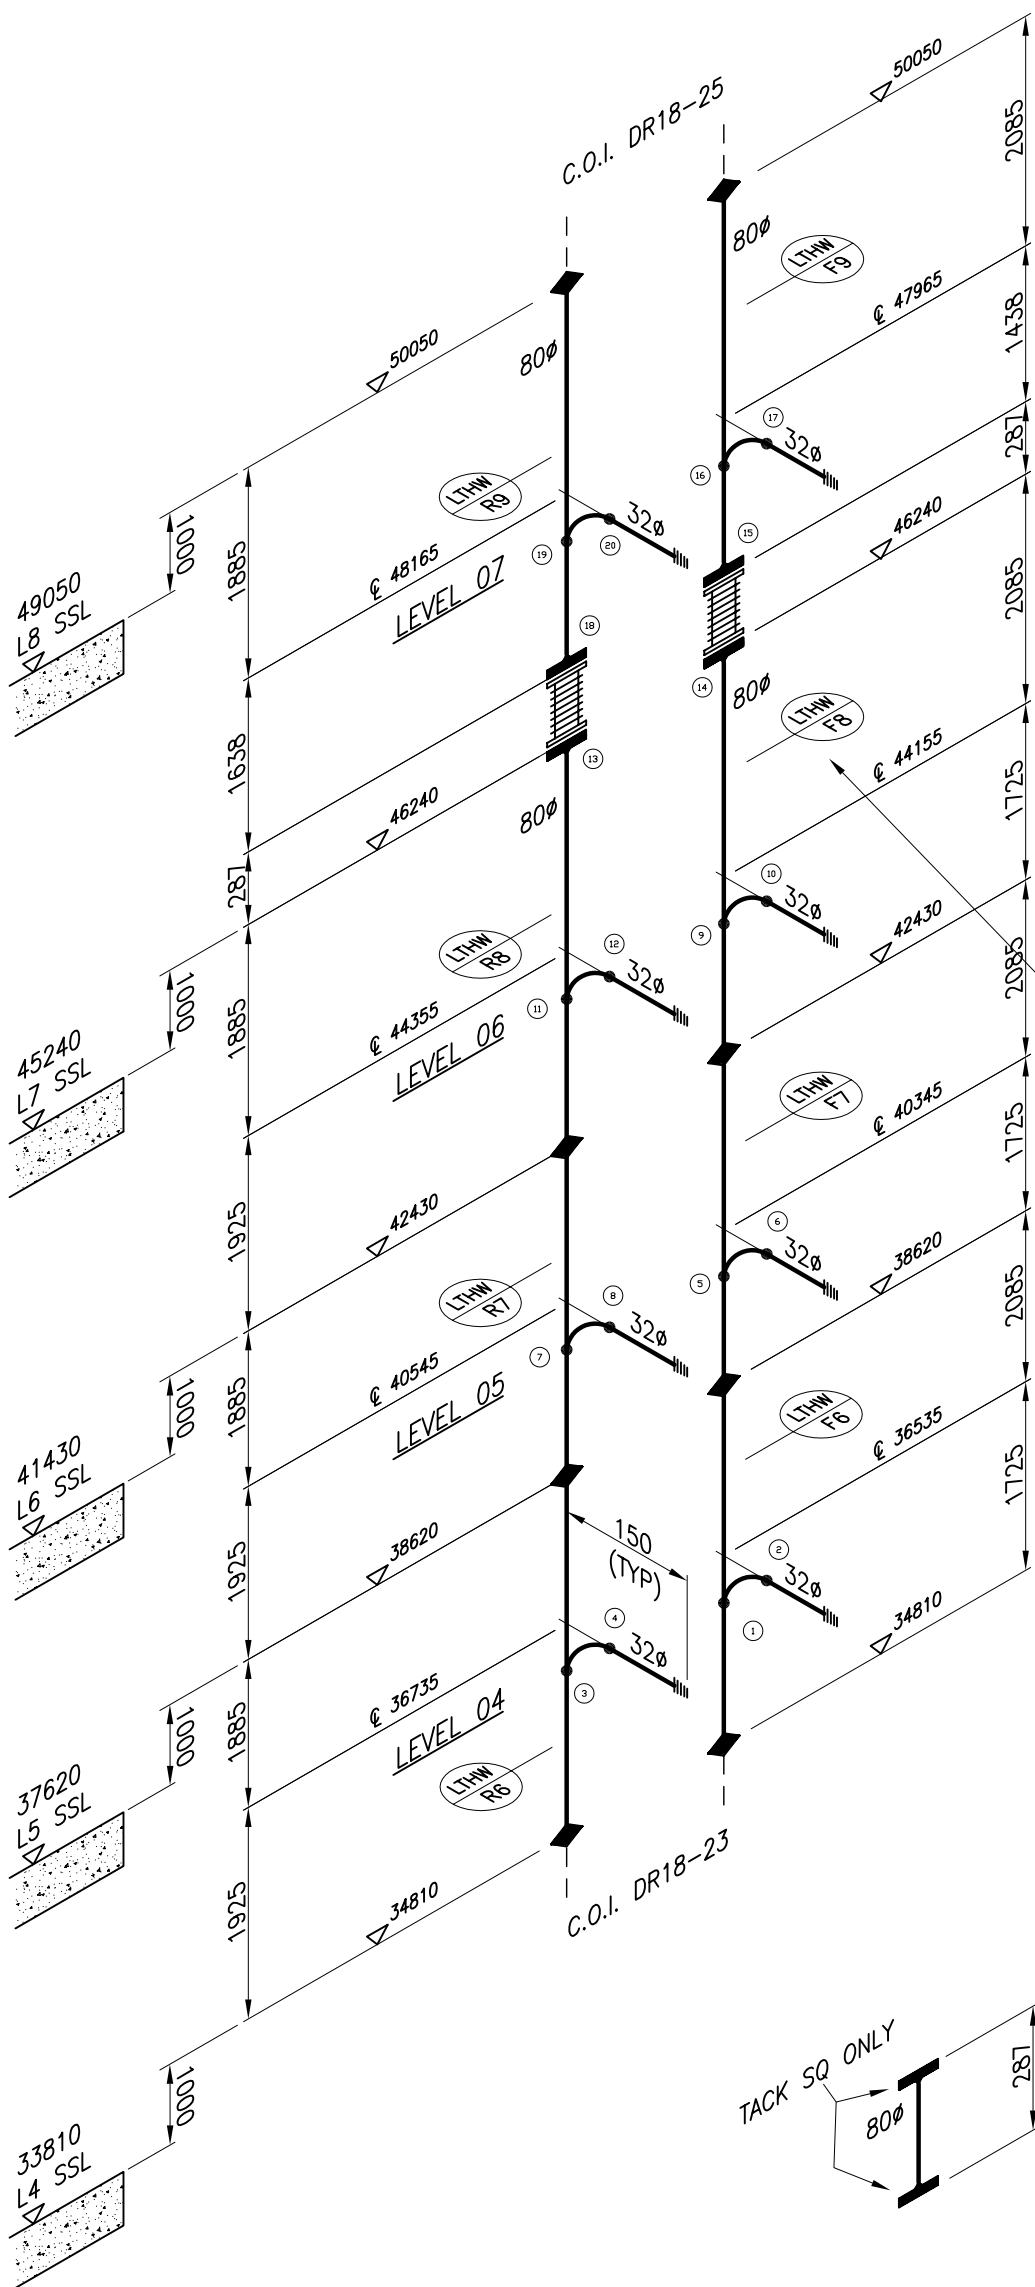 50050
2085
C.O.I. DR18-25
80ø
LTHW
F9
℄ 47965
1438
50050
80ø
17
32ø
16
287
46240
15
LTHW
R9
32ø
19
20
℄ 48165
LEVEL 07
1000
1885
49050
L8 SSL
18
2085
14
80ø
LTHW
F8
℄ 44155
13
1638
46240
80ø
1725
10
32ø
9
42430
287
LTHW
R8
12
32ø
11
℄ 44355
LEVEL 06
2085
1000
1885
45240
L7 SSL
LTHW
F7
℄ 40345
1725
42430
1925
6
32ø
5
38620
LTHW
R7
8
32ø
7
℄ 40545
LEVEL 05
2085
1000
1885
41430
L6 SSL
LTHW
F6
℄ 36535
1725
38620
1925
150
(TYP)
2
32ø
1
34810
4
32ø
3
℄ 36735
LEVEL 04
1000
1885
37620
L5 SSL
LTHW
R6
C.O.I. DR18-23
34810
1925
1000
33810
L4 SSL
TACK SQ ONLY
80ø
287